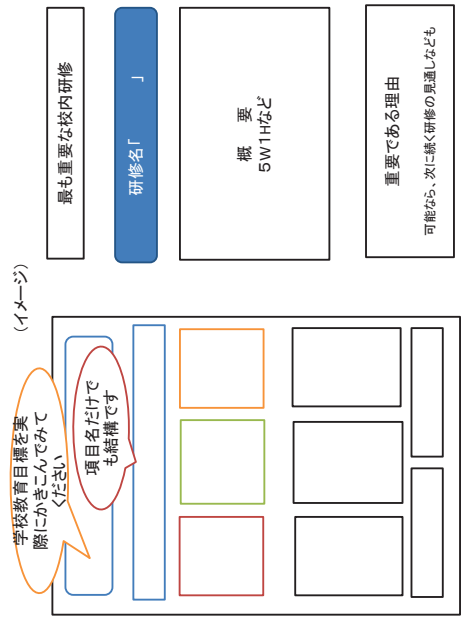 (イメージ)
学校教育目標を実
際にかきこんでみて
ください
項目名だけで
も結構です
最も重要な校内研修
研修名「　　　」
概　要
5W1Hなど
重要である理由
可能なら、次に続く研修の見通しなども